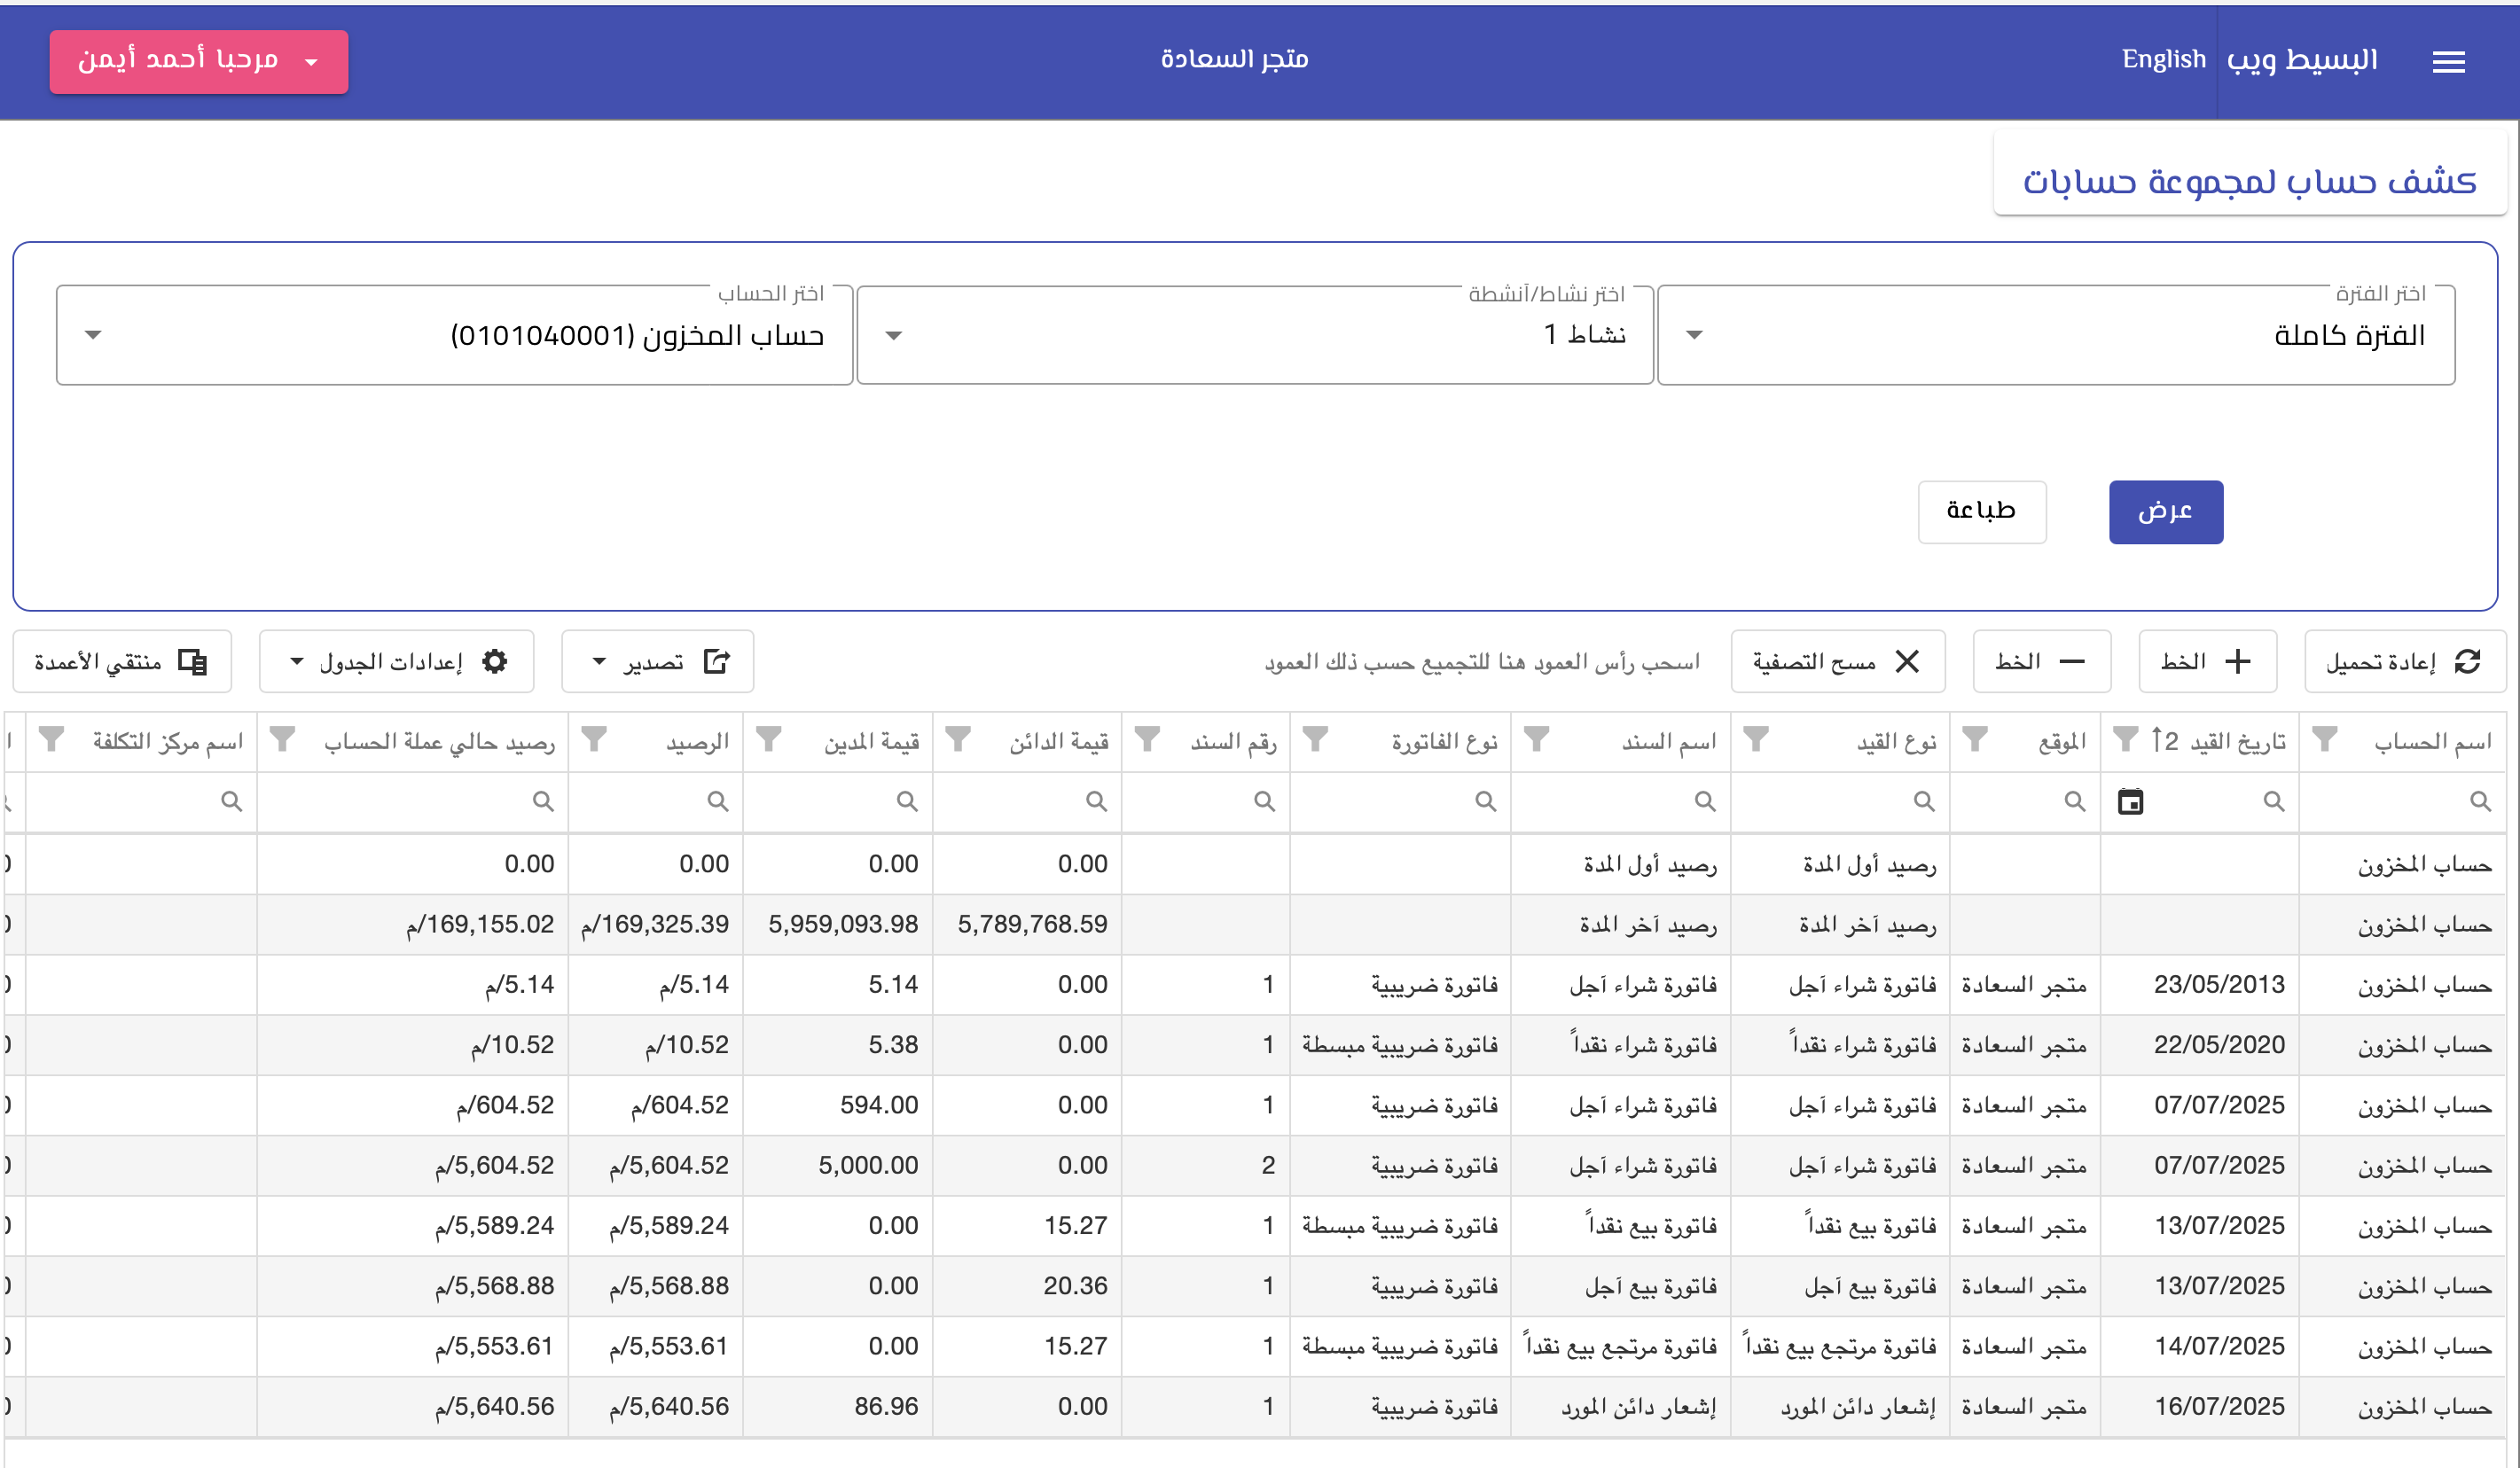 البسيط ويب English متجر السعادة مرحبا أحمد أيمن
كشف حساب لمجموعة حسابات
اختر الفترة اختر نشاط/أنشطة اختر الحساب
الفترة كاملة نشاط 1 حساب المخزون (0101040001)
عرض طباعة
إعادة تحميل الخط الخط مسح التصفية اسحب رأس العمود هنا للتجميع حسب ذلك العمود تصدير إعدادات الجدول منتقي الأعمدة
اسم الحساب تاريخ القيد 2 الموقع نوع القيد اسم السند نوع الفاتورة رقم السند قيمة الدائن قيمة المدين الرصيد رصيد حالي عملة الحساب اسم مركز التكلفة
حساب المخزون رصيد أول المدة رصيد أول المدة 0.00 0.00 0.00 0.00
حساب المخزون رصيد آخر المدة رصيد آخر المدة 5,789,768.59 5,959,093.98 169,325.39/م 169,155.02/م
حساب المخزون 23/05/2013 متجر السعادة فاتورة شراء آجل فاتورة شراء آجل فاتورة ضريبية 1 0.00 5.14 5.14/م 5.14/م
حساب المخزون 22/05/2020 متجر السعادة فاتورة شراء نقداً فاتورة شراء نقداً فاتورة ضريبية مبسطة 1 0.00 5.38 10.52/م 10.52/م
حساب المخزون 07/07/2025 متجر السعادة فاتورة شراء آجل فاتورة شراء آجل فاتورة ضريبية 1 0.00 594.00 604.52/م 604.52/م
حساب المخزون 07/07/2025 متجر السعادة فاتورة شراء آجل فاتورة شراء آجل فاتورة ضريبية 2 0.00 5,000.00 5,604.52/م 5,604.52/م
حساب المخزون 13/07/2025 متجر السعادة فاتورة بيع نقداً فاتورة بيع نقداً فاتورة ضريبية مبسطة 1 15.27 0.00 5,589.24/م 5,589.24/م
حساب المخزون 13/07/2025 متجر السعادة فاتورة بيع آجل فاتورة بيع آجل فاتورة ضريبية 1 20.36 0.00 5,568.88/م 5,568.88/م
حساب المخزون 14/07/2025 متجر السعادة فاتورة مرتجع بيع نقداً فاتورة مرتجع بيع نقداً فاتورة ضريبية مبسطة 1 15.27 0.00 5,553.61/م 5,553.61/م
حساب المخزون 16/07/2025 متجر السعادة إشعار دائن المورد إشعار دائن المورد فاتورة ضريبية 1 0.00 86.96 5,640.56/م 5,640.56/م